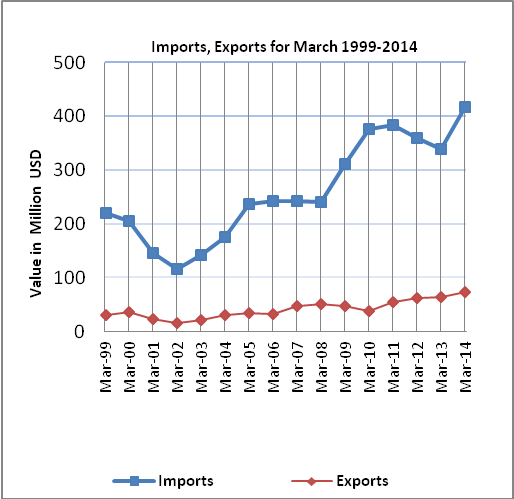 Imports, Exports for March 1999-2014
Value in Million USD
500
400
300
200
100
0
Mar-99
Mar-00
Mar-01
Mar-02
Mar-03
Mar-04
Mar-05
Mar-06
Mar-07
Mar-08
Mar-09
Mar-10
Mar-11
Mar-12
Mar-13
Mar-14
Imports
Exports